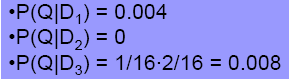 •P(Q|D₁) = 0.004
•P(Q|D₂) = 0
•P(Q|D₃) = 1/16·2/16 = 0.008